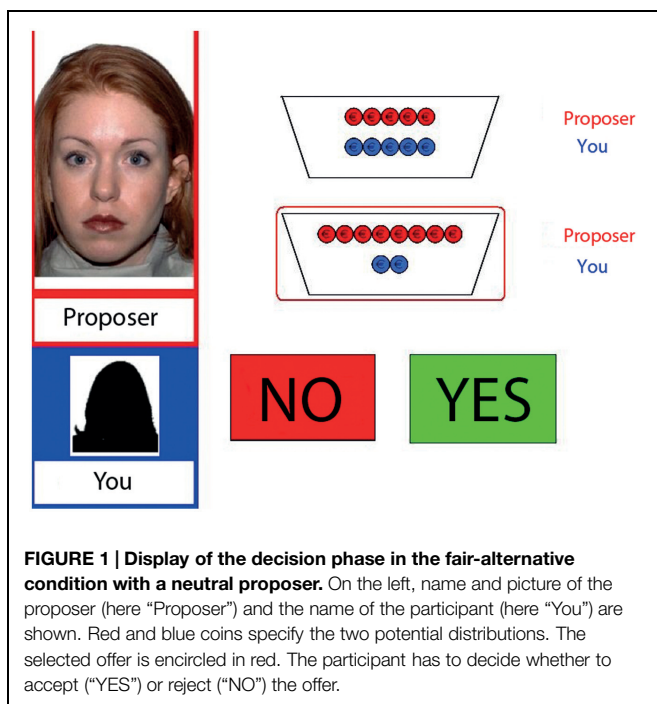 Proposer
You
Proposer
You
Proposer
NO
YES
You
FIGURE 1 | Display of the decision phase in the fair-alternative
condition with a neutral proposer. On the left, name and picture of the
proposer (here “Proposer”) and the name of the participant (here “You”) are
shown. Red and blue coins specify the two potential distributions. The
selected offer is encircled in red. The participant has to decide whether to
accept (“YES”) or reject (“NO”) the offer.